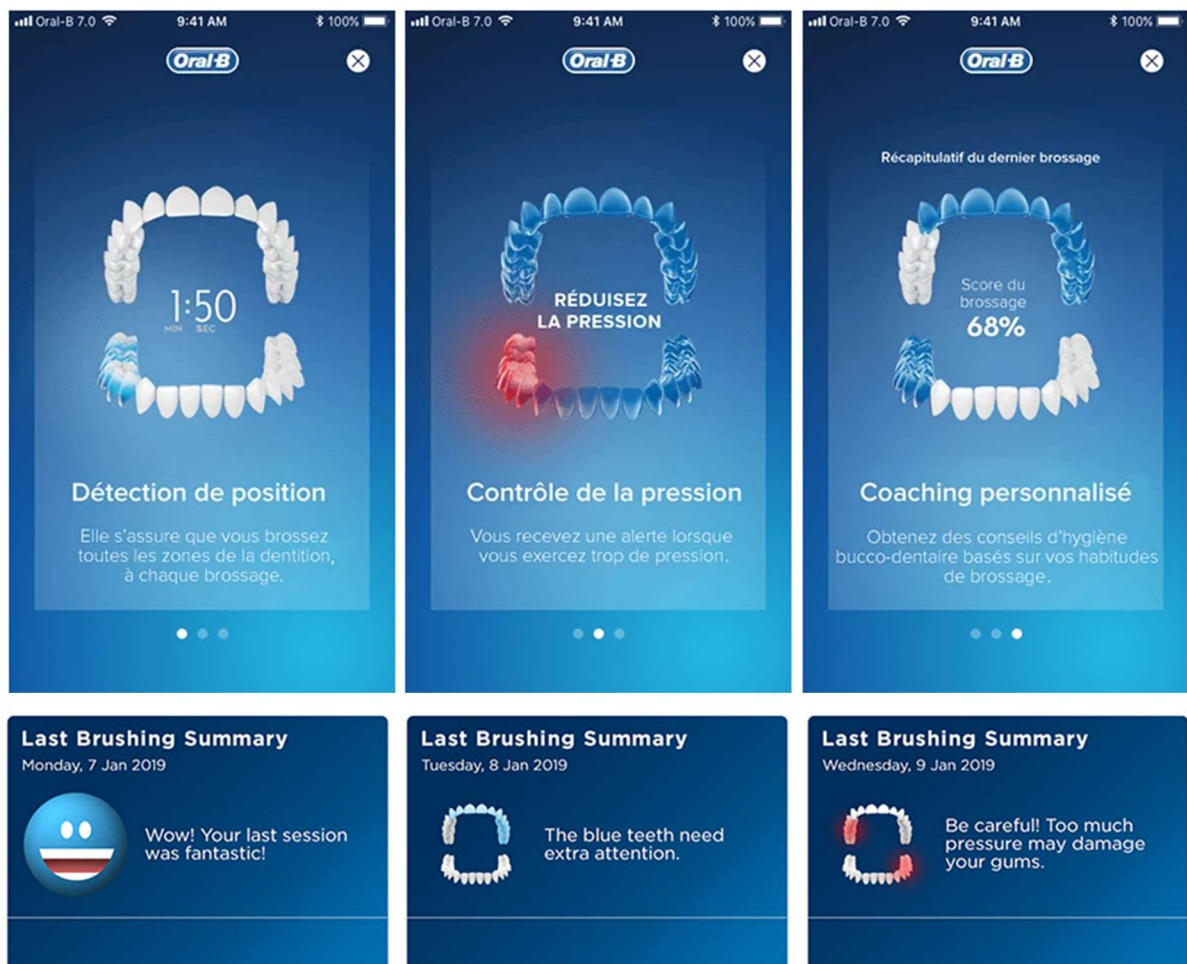 Oral-B 7.0 9:41 AM 100%
Oral-B
1:50
MIN SEC
Détection de position
Elle s'assure que vous brossez
toutes les zones de la dentition,
à chaque brossage.
Oral-B 7.0 9:41 AM 100%
Oral-B
RÉDUISEZ
LA PRESSION
Contrôle de la pression
Vous recevez une alerte lorsque
vous exercez trop de pression.
Oral-B 7.0 9:41 AM 100%
Oral-B
Récapitulatif du dernier brossage
Score du
brossage
68%
Coaching personnalisé
Obtenez des conseils d'hygiène
bucco-dentaire basés sur vos habitudes
de brossage.
Last Brushing Summary
Monday, 7 Jan 2019
Wow! Your last session
was fantastic!
Last Brushing Summary
Tuesday, 8 Jan 2019
The blue teeth need
extra attention.
Last Brushing Summary
Wednesday, 9 Jan 2019
Be careful! Too much
pressure may damage
your gums.